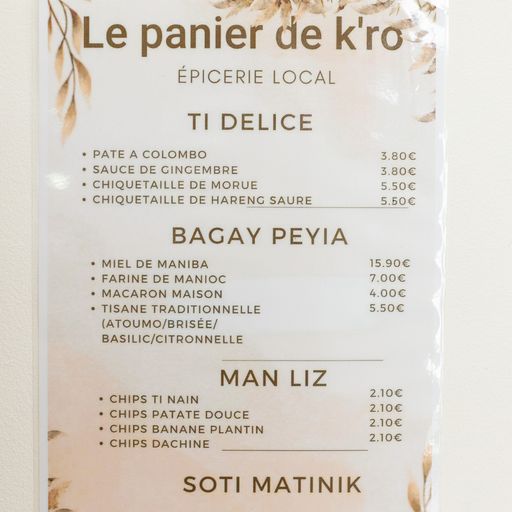 Le panier de k'ro
ÉPICERIE LOCAL
TI DELICE
• PATE A COLOMBO 3.80€
• SAUCE DE GINGEMBRE 3.80€
• CHIQUETAILLE DE MORUE 5.50€
• CHIQUETAILLE DE HARENG SAURE 5.50€
BAGAY PEYIA
• MIEL DE MANIBA 15.90€
• FARINE DE MANIOC 7.00€
• MACARON MAISON 4.00€
• TISANE TRADITIONNELLE 5.50€
(ATOUMO/BRISÉE/
BASILIC/CITRONNELLE
MAN LIZ
• CHIPS TI NAIN 2.10€
• CHIPS PATATE DOUCE 2.10€
• CHIPS BANANE PLANTIN 2.10€
• CHIPS DACHINE 2.10€
SOTI MATINIK